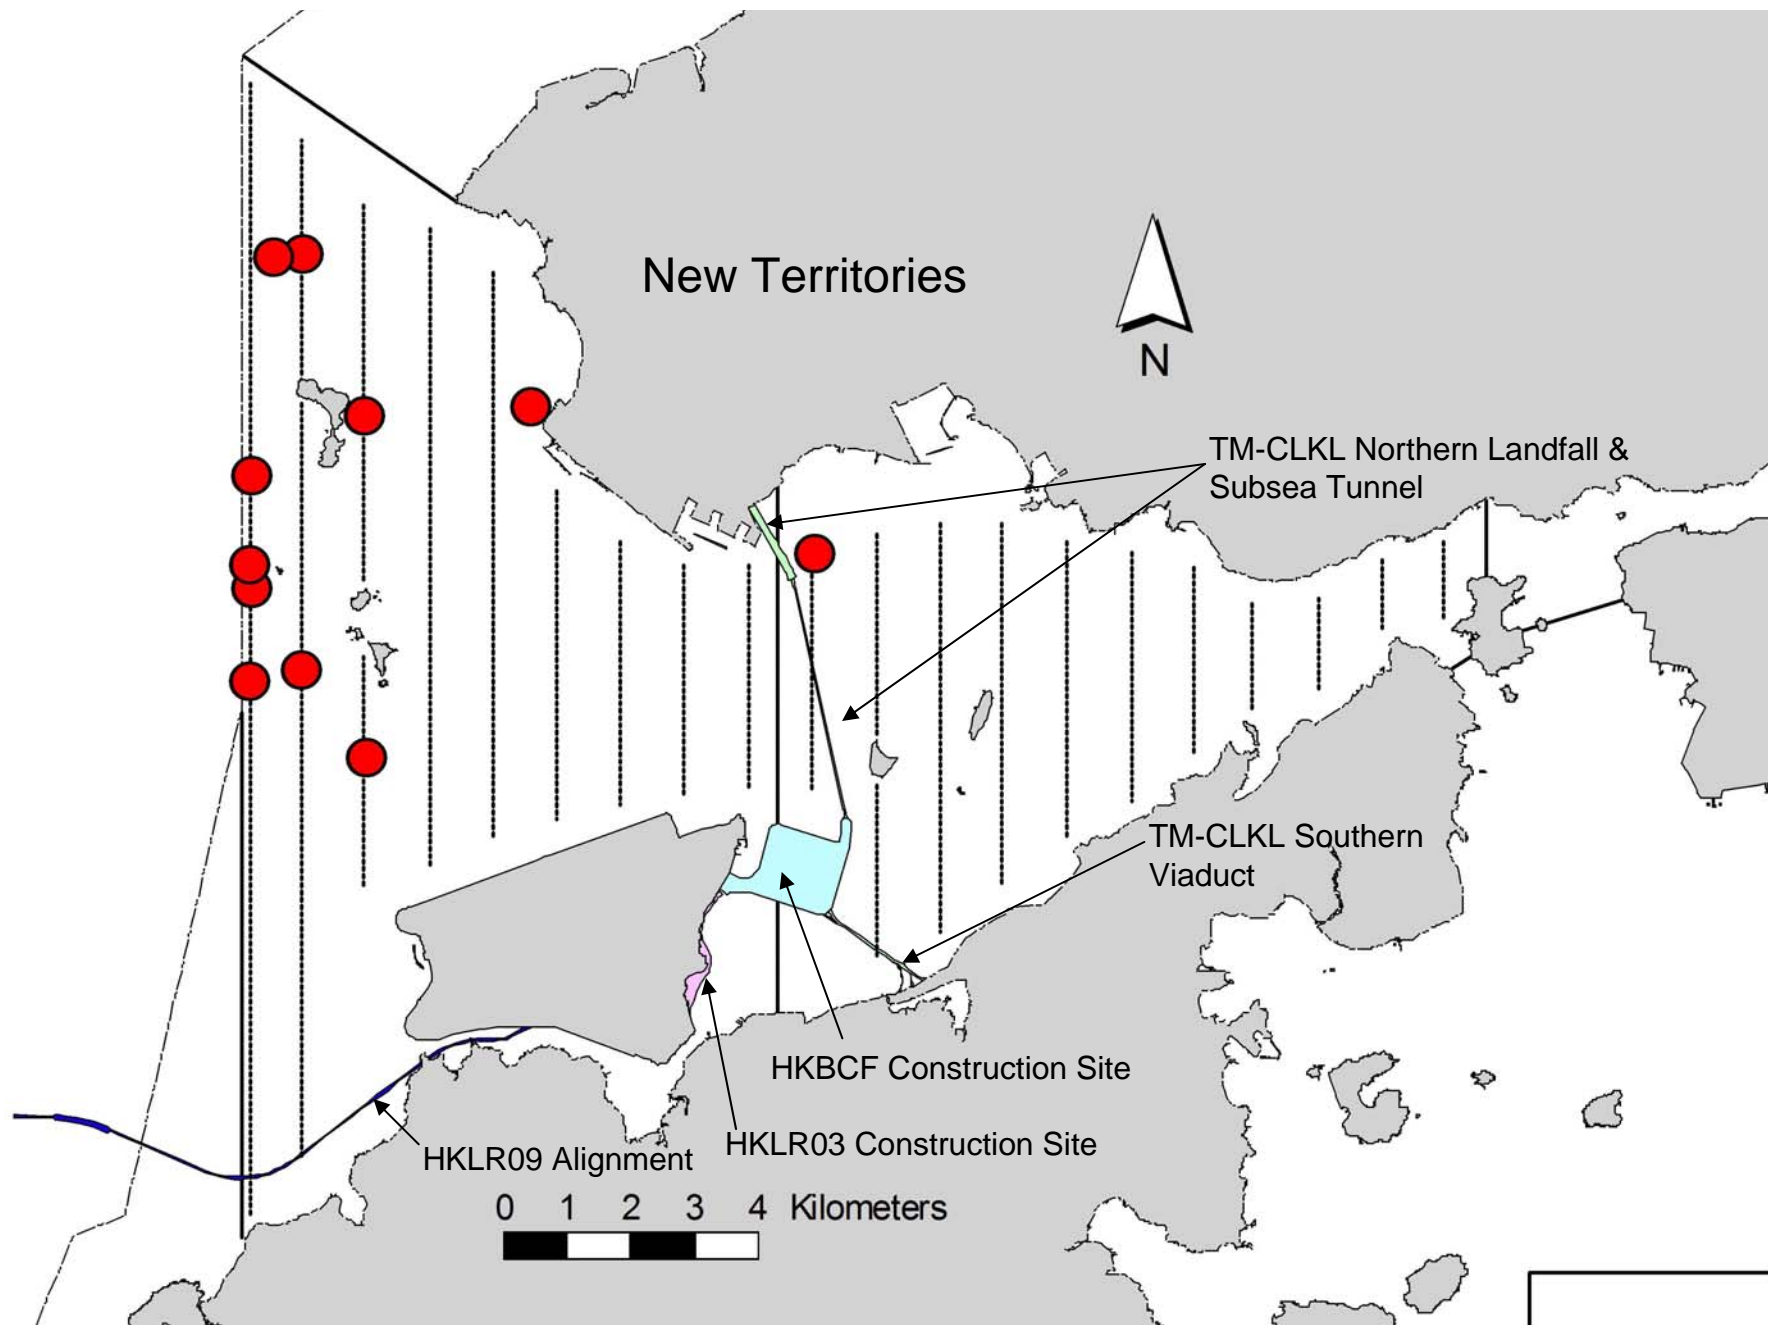 New Territories
N
TM-CLKL Northern Landfall &
Subsea Tunnel
TM-CLKL Southern
Viaduct
HKBCF Construction Site
HKLR03 Construction Site
HKLR09 Alignment
0 1 2 3 4 Kilometers